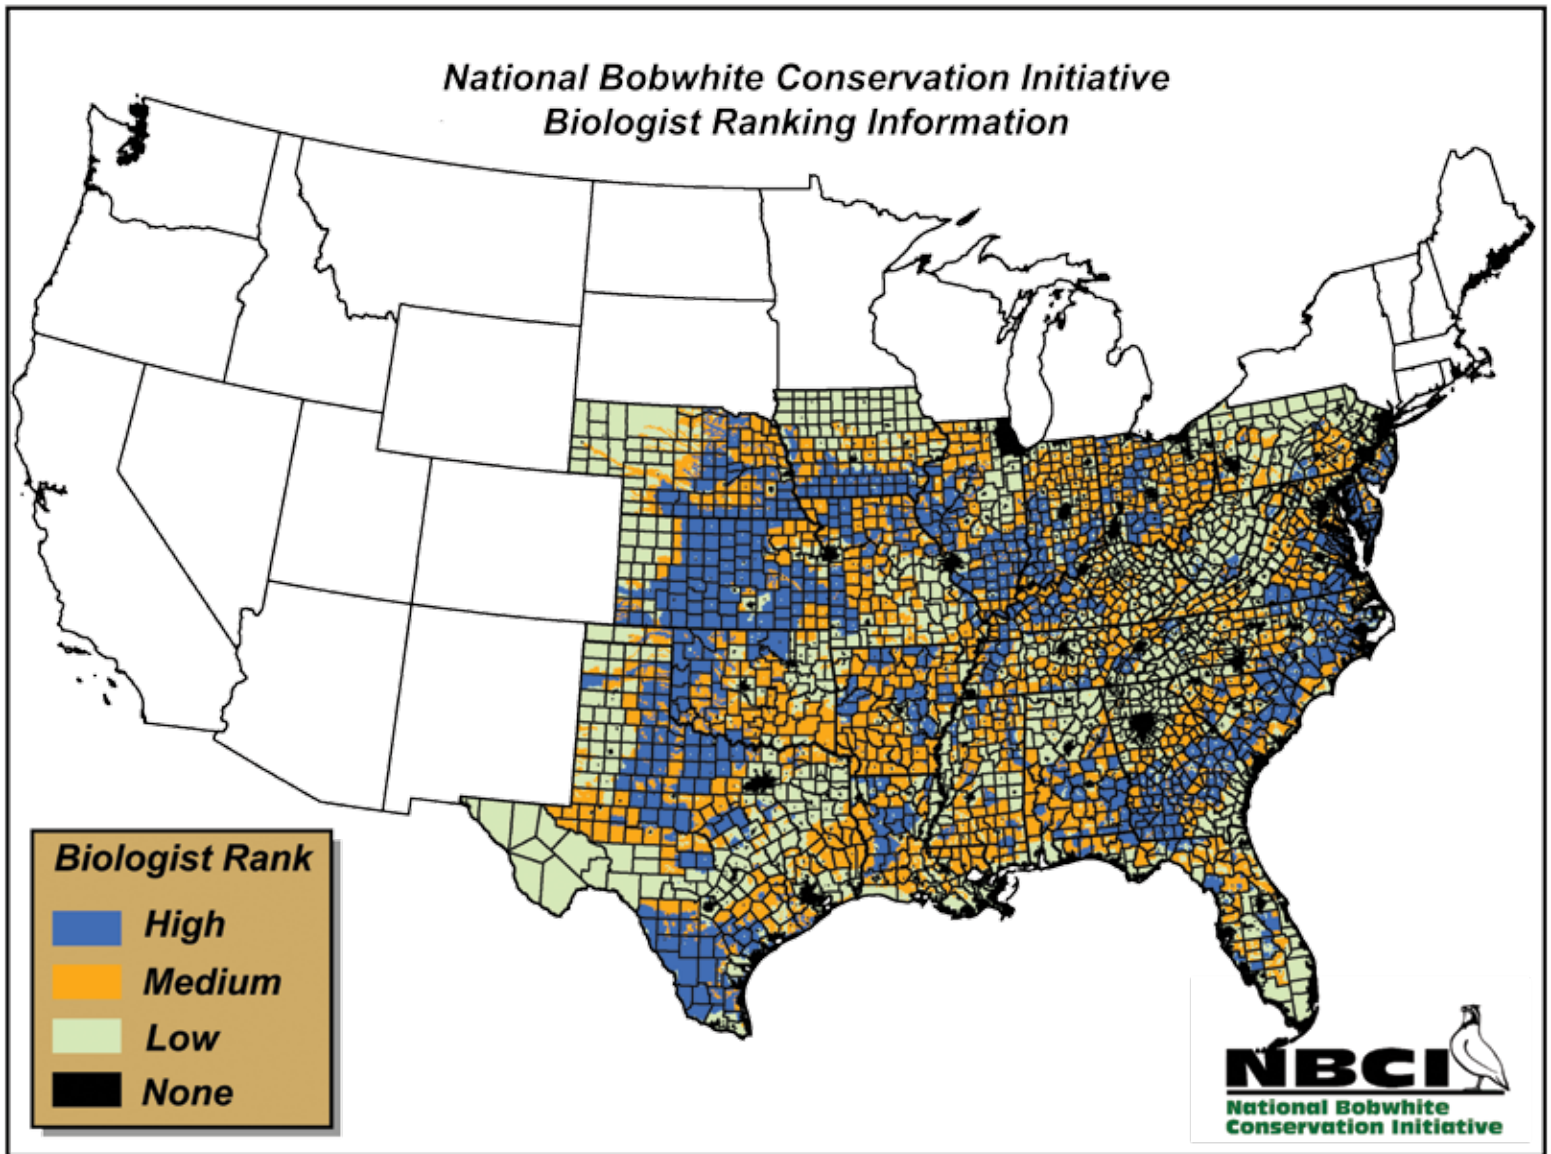 National Bobwhite Conservation Initiative
Biologist Ranking Information
Biologist Rank
High
Medium
Low
None
NBCI
National Bobwhite
Conservation Initiative